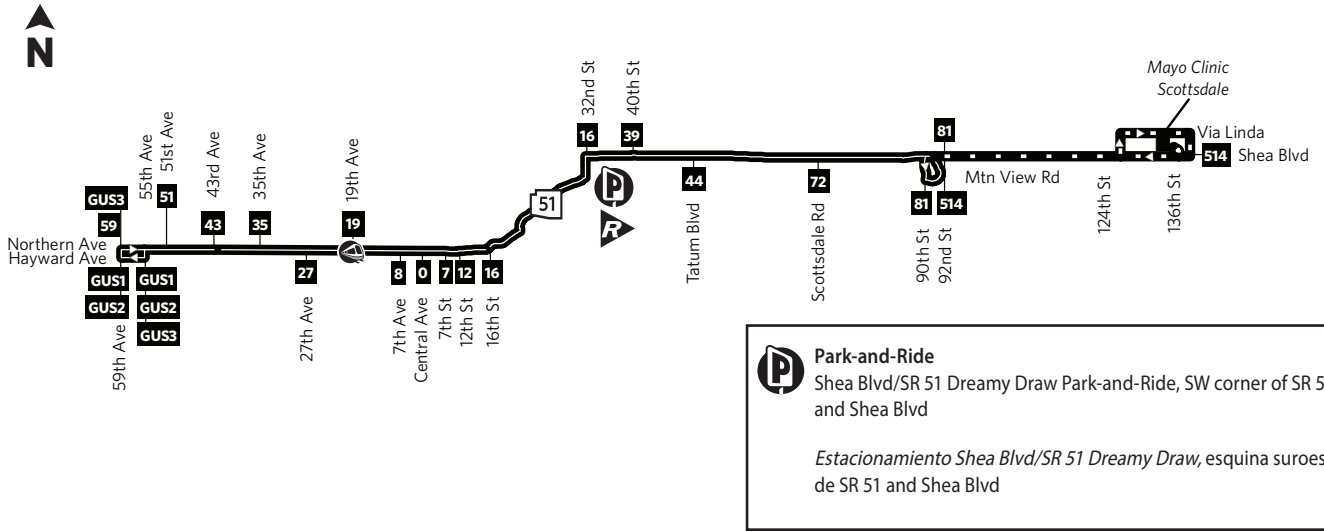 N
Mayo Clinic
Scottsdale
32nd St
40th St
16
39
81
Via Linda
514
Shea Blvd
Mtn View Rd
124th St
136th St
55th Ave
51st Ave
43rd Ave
35th Ave
19th Ave
51
P
R
44
72
81
514
Tatum Blvd
Scottsdale Rd
90th St
92nd St
GUS3
59
51
43
35
19
Northern Ave
Hayward Ave
GUS1
GUS1
GUS2
GUS2
GUS3
59th Ave
27
8
0
7
12
16
27th Ave
7th Ave
Central Ave
7th St
12th St
16th St
P
Park-and-Ride
Shea Blvd/SR 51 Dreamy Draw Park-and-Ride, SW corner of SR 5
and Shea Blvd
Estacionamiento Shea Blvd/SR 51 Dreamy Draw, esquina suroes
de SR 51 and Shea Blvd